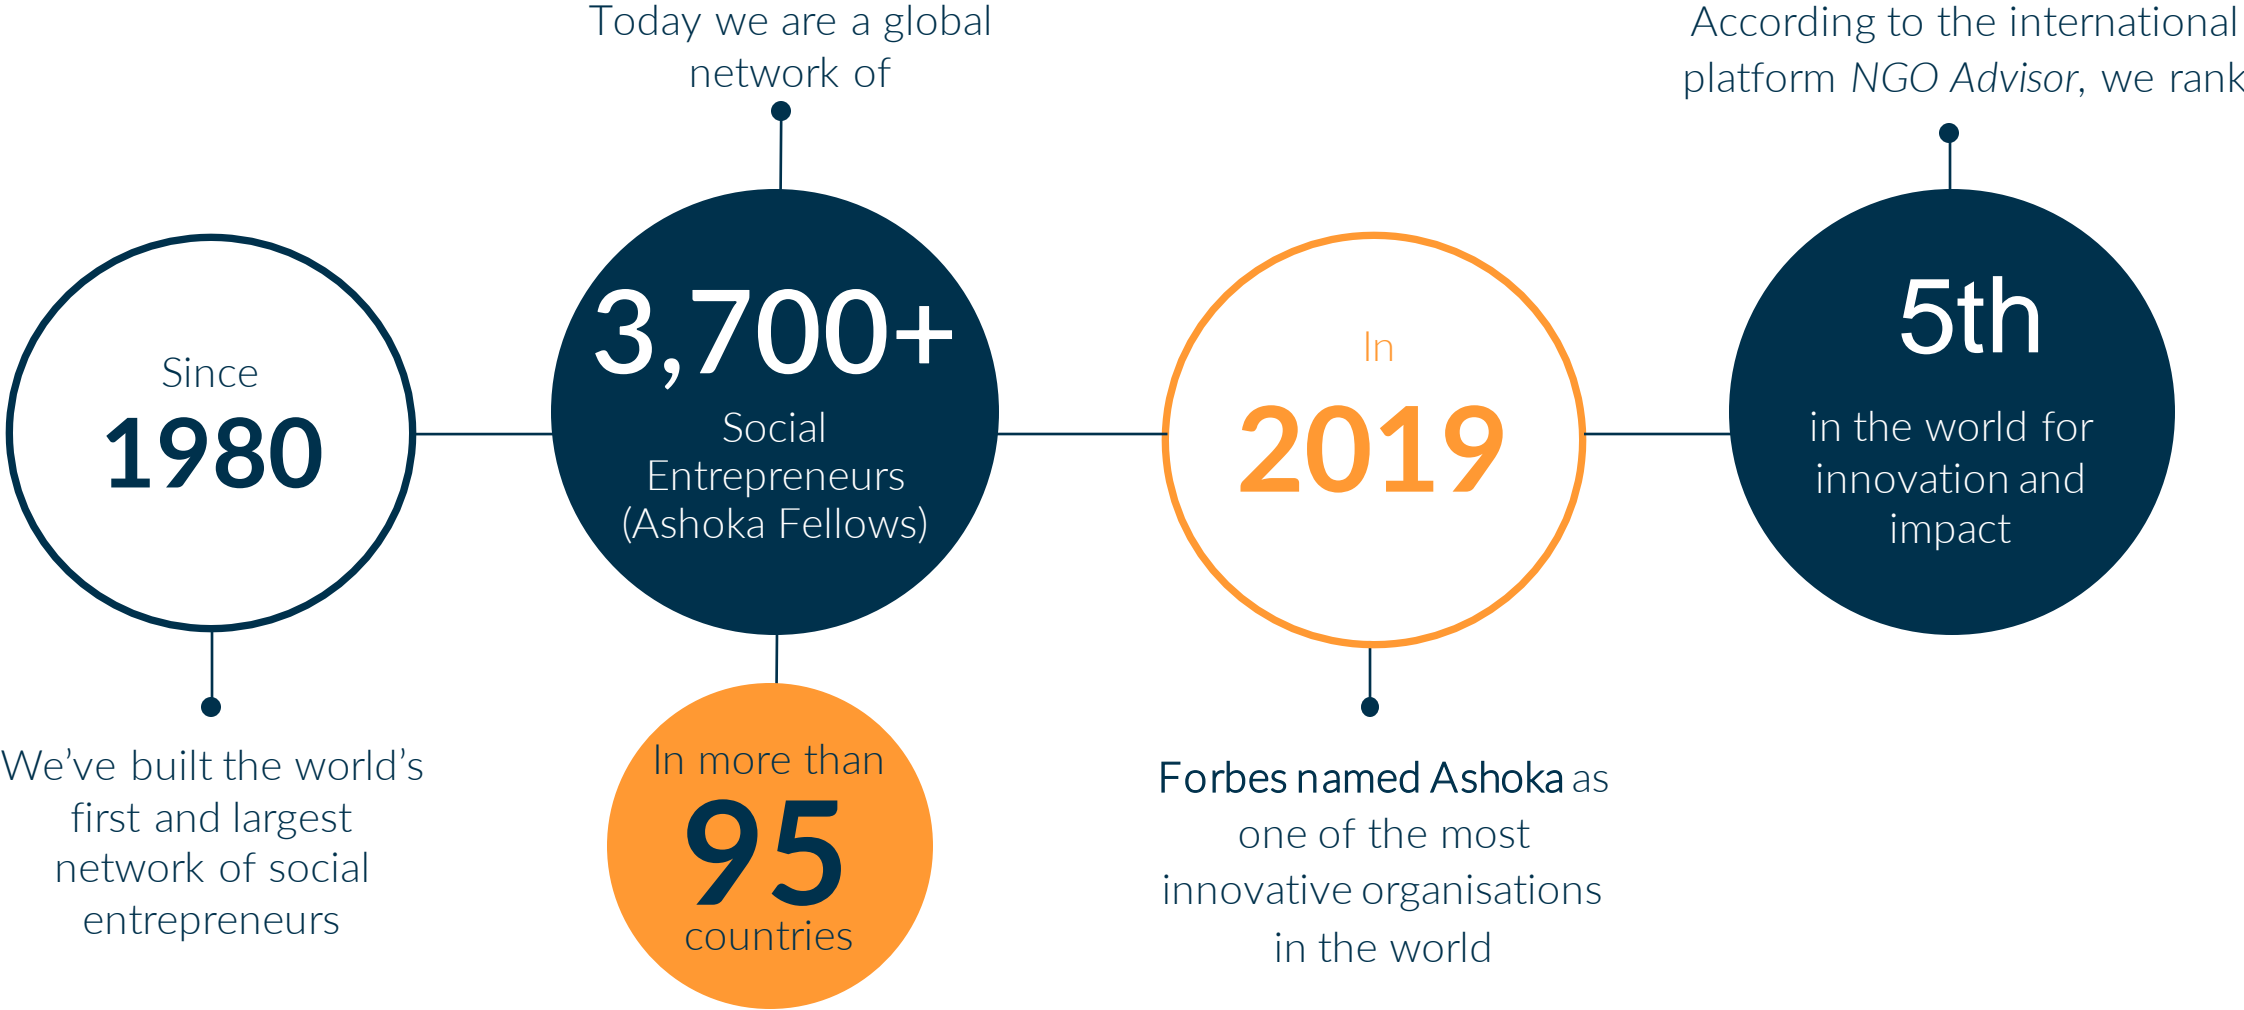 Since
1980
We've built the world's
first and largest
network of social
entrepreneurs
Today we are a global
network of
3,700+
Social
Entrepreneurs
(Ashoka Fellows)
In more than
95
countries
In
2019
Forbes named Ashoka as
one of the most
innovative organisations
in the world
According to the international
platform NGO Advisor, we rank
5th
in the world for
innovation and
impact